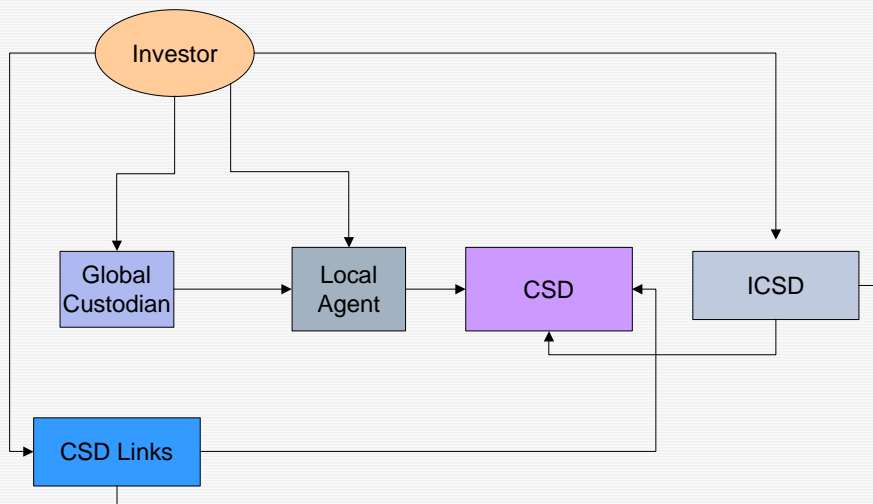 Investor
Global
Custodian
Local
Agent
CSD
ICSD
CSD Links